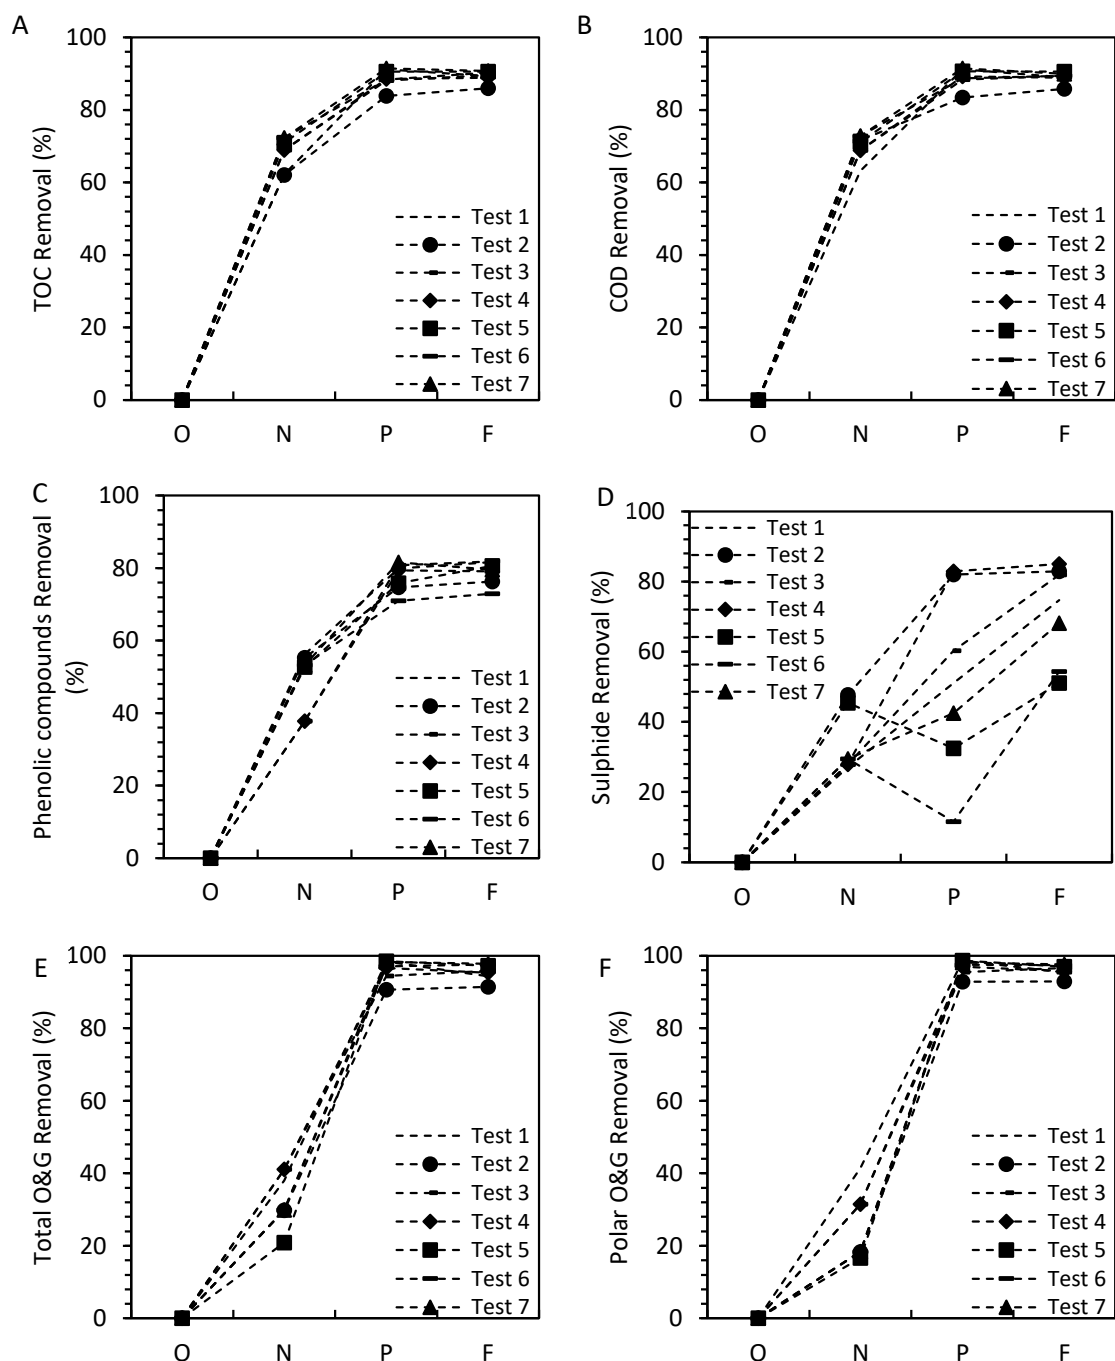 A
TOC Removal (%)
100
80
60
40
20
0
O N P F
Test 1
Test 2
Test 3
Test 4
Test 5
Test 6
Test 7
B
COD Removal (%)
100
80
60
40
20
0
O N P F
Test 1
Test 2
Test 3
Test 4
Test 5
Test 6
Test 7
C
Phenolic compounds Removal
(%)
100
80
60
40
20
0
O N P F
Test 1
Test 2
Test 3
Test 4
Test 5
Test 6
Test 7
D
Sulphide Removal (%)
100
80
60
40
20
0
O N P F
Test 1
Test 2
Test 3
Test 4
Test 5
Test 6
Test 7
E
Total O&G Removal (%)
100
80
60
40
20
0
O N P F
Test 1
Test 2
Test 3
Test 4
Test 5
Test 6
Test 7
F
Polar O&G Removal (%)
100
80
60
40
20
0
O N P F
Test 1
Test 2
Test 3
Test 4
Test 5
Test 6
Test 7